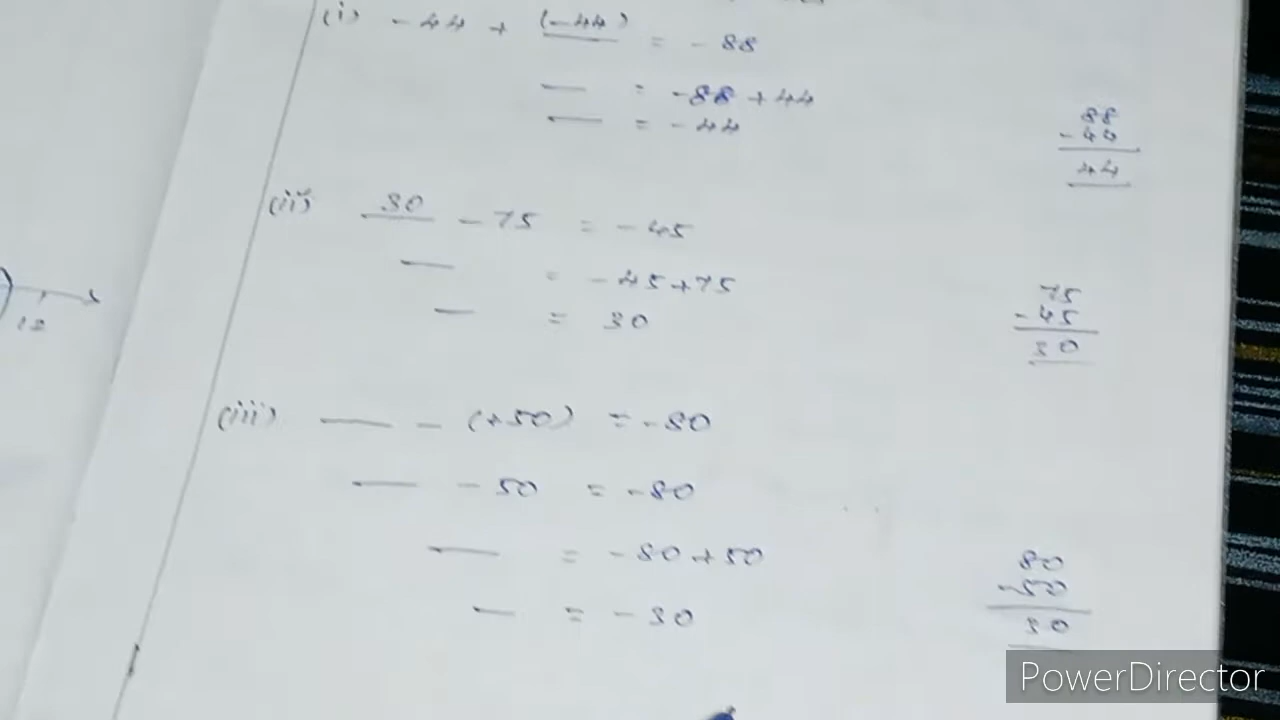 (i) -44 + (-44) = -88
___ = -88 + 44
___ = -44
88
-44
44
(ii) 30 - 75 = -45
___ = -45 + 75
___ = 30
75
-45
30
(iii) ___ - (+50) = -80
___ - 50 = -80
___ = -80 + 50
___ = -30
80
-50
30
12
PowerDirector